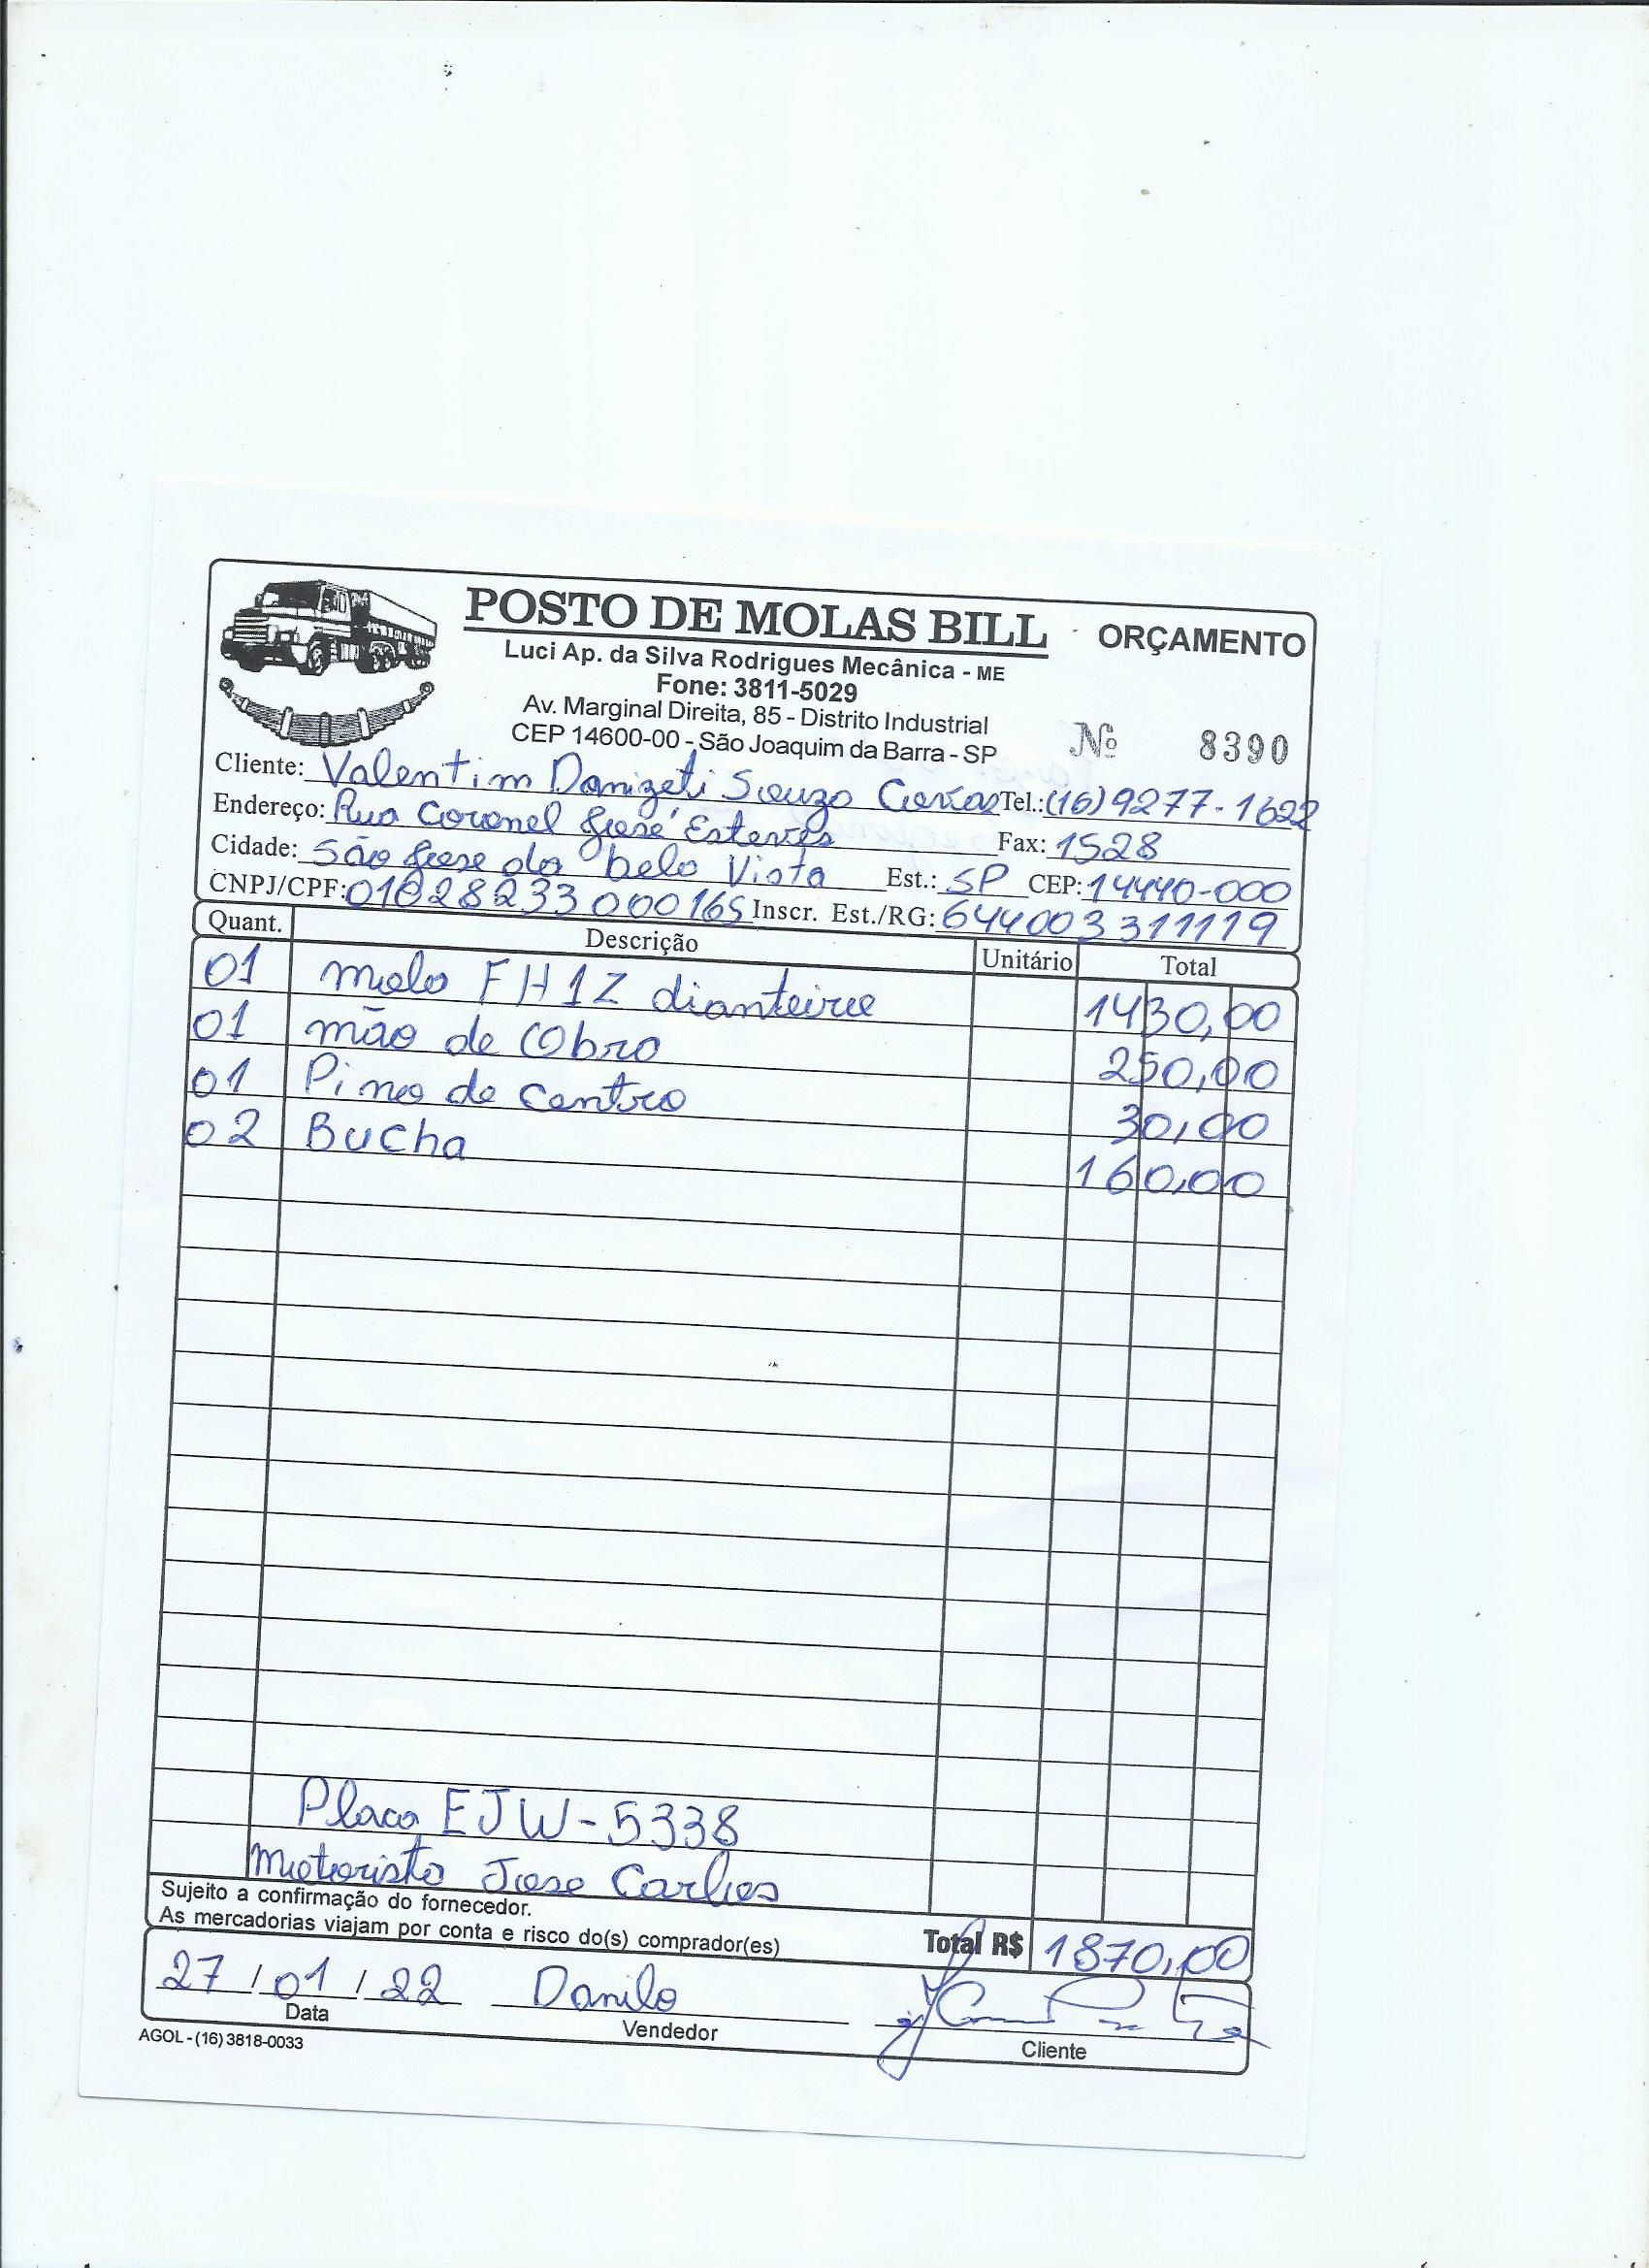 POSTO DE MOLAS BILL ORÇAMENTO
Luci Ap. da Silva Rodrigues Mecânica - ME
Fone: 3811-5029
Av. Marginal Direita, 85 - Distrito Industrial
CEP 14600-00 - São Joaquim da Barra - SP Nº 8390
Cliente: Valentim Donizeti Souza Tel.: (16) 9277-1622
Endereço: Rua Coronel José Esteves Fax: 1528
Cidade: São Jose da bela Vista Est.: SP CEP: 14440-000
CNPJ/CPF: 01028233000165 Inscr. Est./RG: 644003311119
Quant. Descrição Unitário Total
01 mola FH12 dianteira 1430,00
01 mão de Obra 250,00
01 Pino de centro 30,00
02 Bucha 160,00
Placa EJW-5338
Motorista Jose Carlos
Sujeito a confirmação do fornecedor.
As mercadorias viajam por conta e risco do(s) comprador(es) Total R$ 1870,00
27 / 01 / 22 Danilo
Data Vendedor Cliente
AGOL - (16) 3818-0033